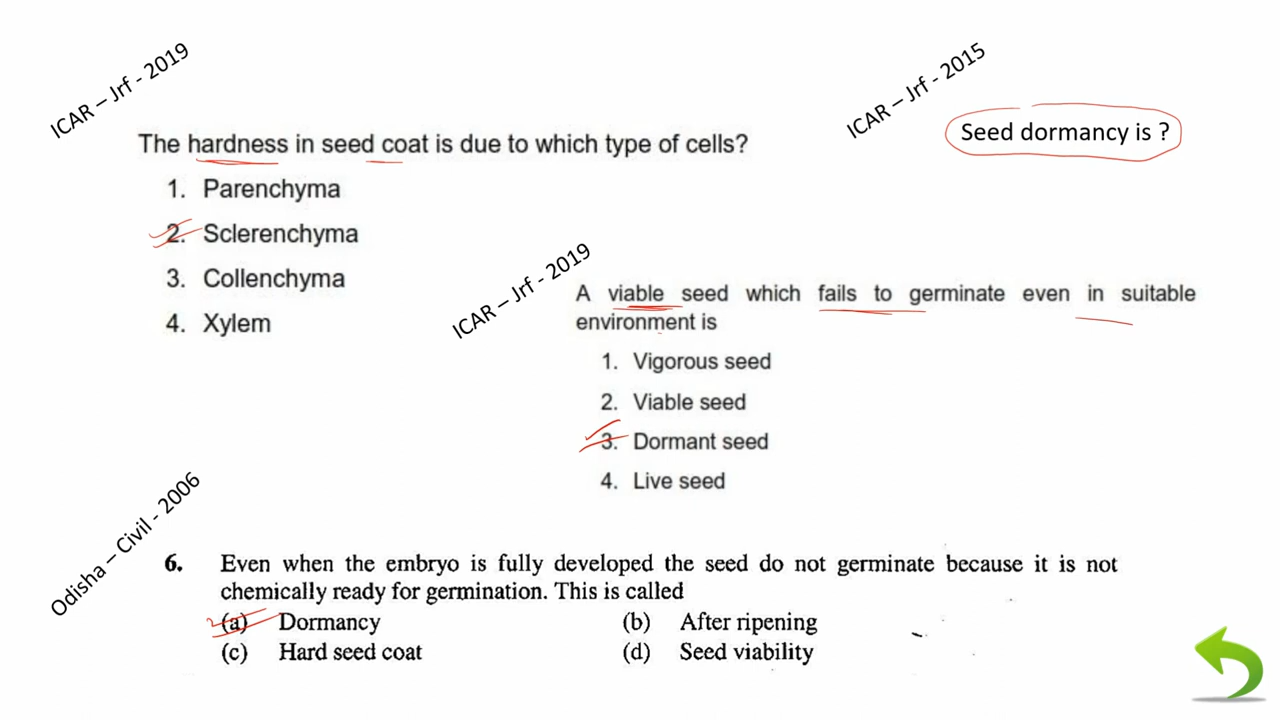 ICAR – Jrf - 2019
The hardness in seed coat is due to which type of cells?
1. Parenchyma
2. Sclerenchyma
3. Collenchyma
4. Xylem
ICAR – Jrf - 2015
Seed dormancy is ?
ICAR – Jrf - 2019
A viable seed which fails to germinate even in suitable
environment is
1. Vigorous seed
2. Viable seed
3. Dormant seed
4. Live seed
Odisha – Civil - 2006
6. Even when the embryo is fully developed the seed do not germinate because it is not
chemically ready for germination. This is called
(a) Dormancy (b) After ripening
(c) Hard seed coat (d) Seed viability